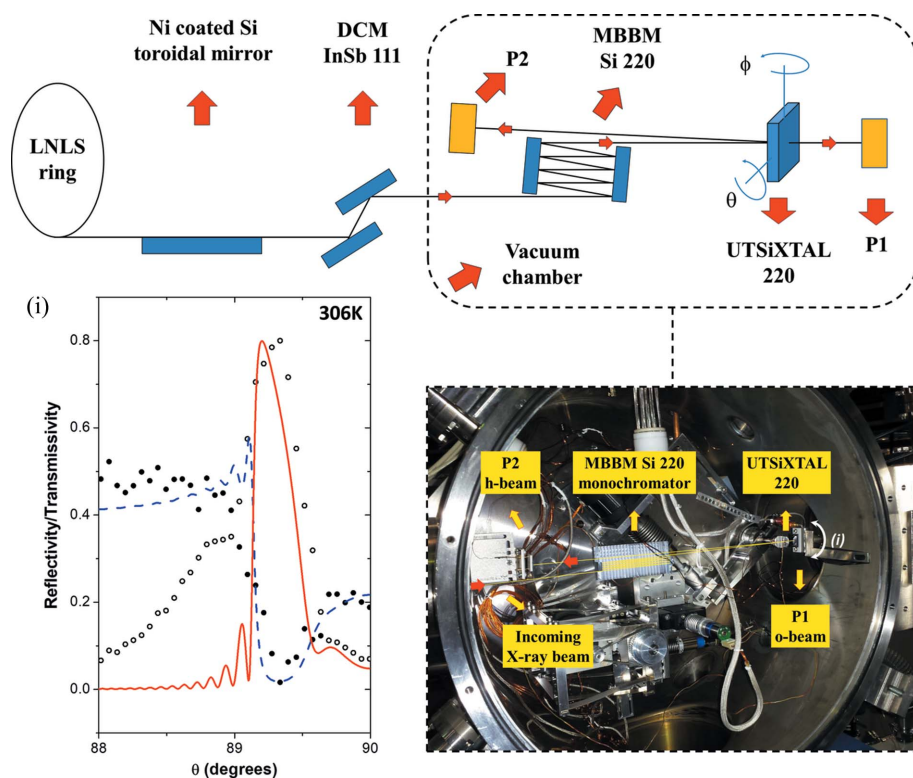 Ni coated Si
toroidal mirror
DCM
InSb 111
P2
MBBM
Si 220
ϕ
LNLS
ring
θ
UTSiXTAL
220
P1
Vacuum
chamber
(i)
306K
0.8
0.6
0.4
0.2
0.0
Reflectivity/Transmissivity
88
89
90
θ (degrees)
P2
h-beam
MBBM Si 220
monochromator
UTSiXTAL
220
(i)
P1
o-beam
Incoming
X-ray beam